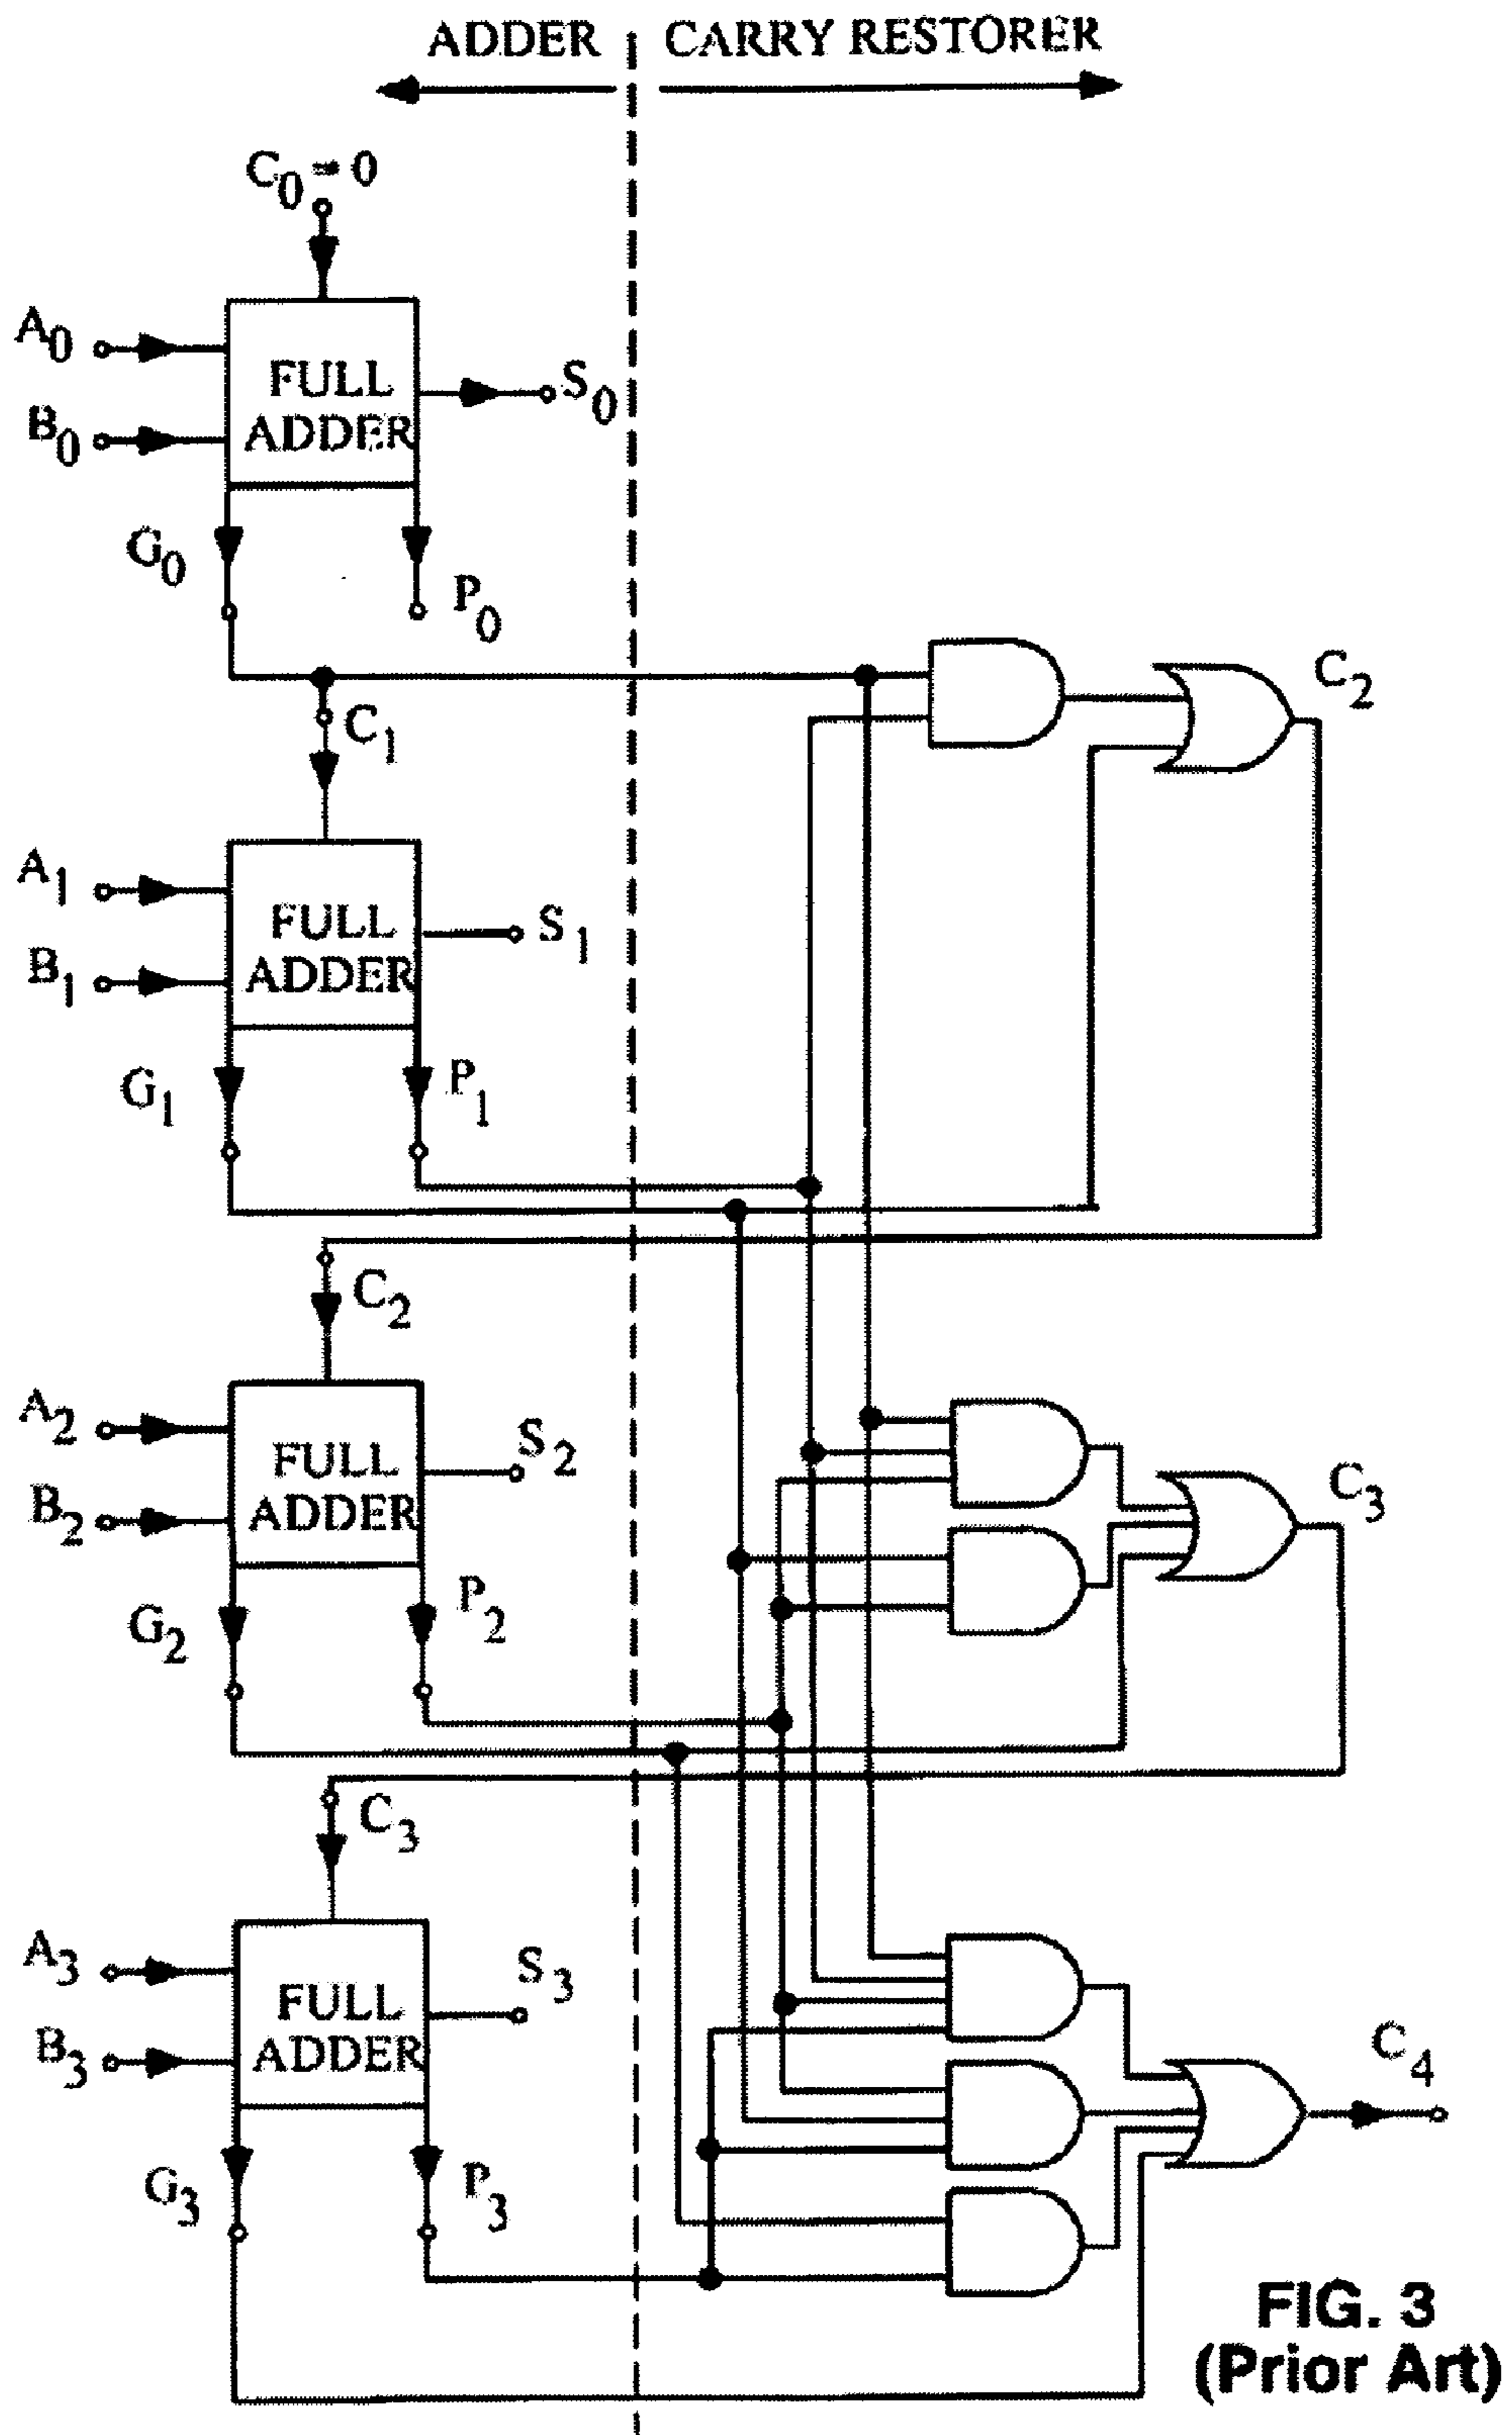 ADDER CARRY RESTORER
C0 = 0
A0
FULL
ADDER
S0
B0
G0
P0
C2
C1
A1
FULL
ADDER
S1
B1
G1
P1
C2
A2
FULL
ADDER
S2
B2
C3
G2
P2
C3
A3
FULL
ADDER
S3
B3
C4
G3
P3
FIG. 3
(Prior Art)